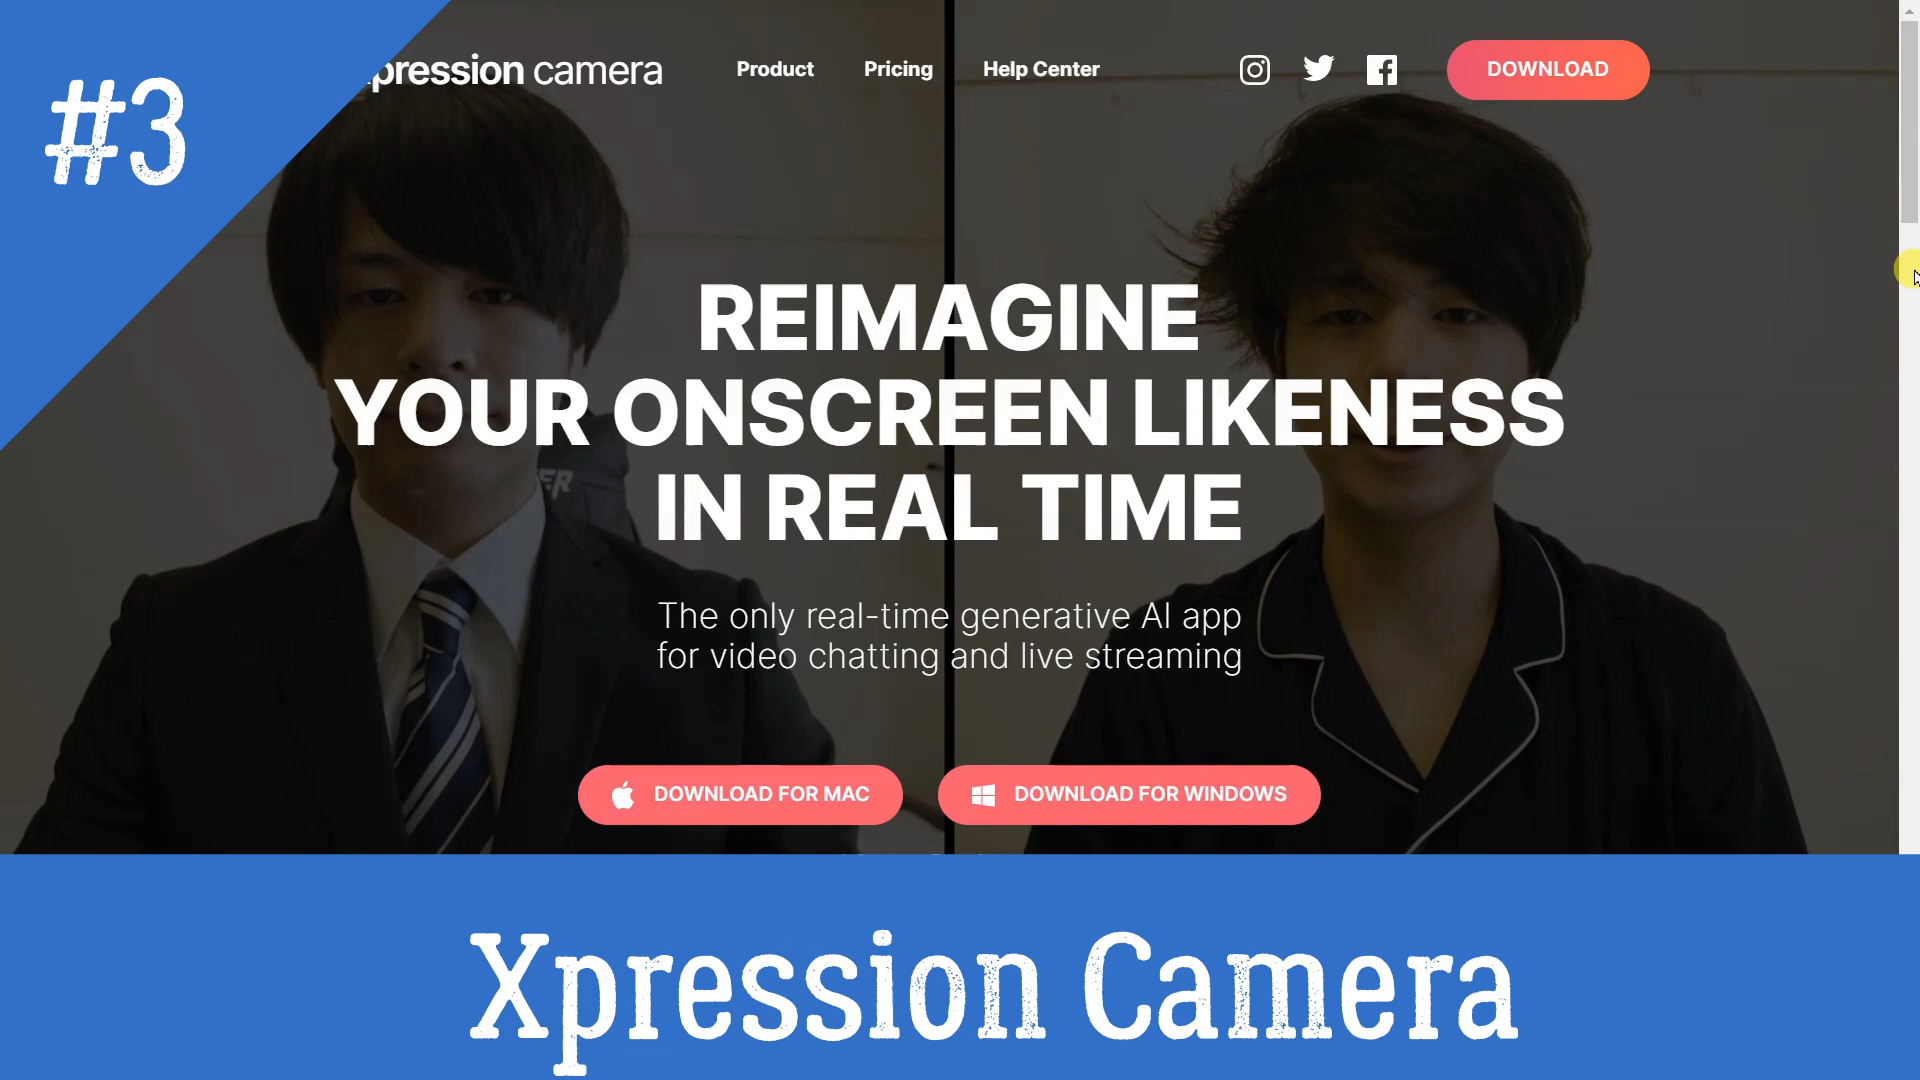 #3
xpression camera
Product
Pricing
Help Center
DOWNLOAD
REIMAGINE
YOUR ONSCREEN LIKENESS
IN REAL TIME
The only real-time generative AI app
for video chatting and live streaming
DOWNLOAD FOR MAC
DOWNLOAD FOR WINDOWS
Xpression Camera